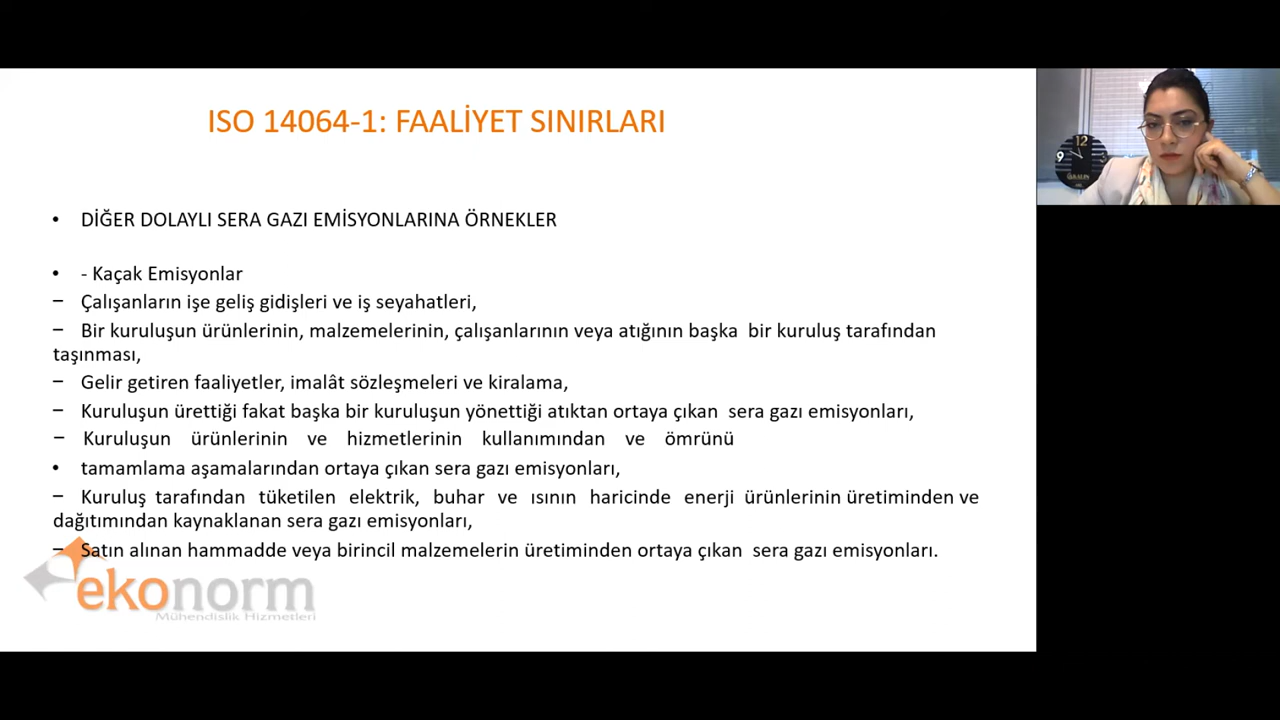 ISO 14064-1: FAALİYET SINIRLARI
• DİĞER DOLAYLI SERA GAZI EMİSYONLARINA ÖRNEKLER
• - Kaçak Emisyonlar
– Çalışanların işe geliş gidişleri ve iş seyahatleri,
– Bir kuruluşun ürünlerinin, malzemelerinin, çalışanlarının veya atığının başka bir kuruluş tarafından
taşınması,
– Gelir getiren faaliyetler, imalât sözleşmeleri ve kiralama,
– Kuruluşun ürettiği fakat başka bir kuruluşun yönettiği atıktan ortaya çıkan sera gazı emisyonları,
– Kuruluşun ürünlerinin ve hizmetlerinin kullanımından ve ömrünü
• tamamlama aşamalarından ortaya çıkan sera gazı emisyonları,
– Kuruluş tarafından tüketilen elektrik, buhar ve ısının haricinde enerji ürünlerinin üretiminden ve
dağıtımından kaynaklanan sera gazı emisyonları,
– Satın alınan hammadde veya birincil malzemelerin üretiminden ortaya çıkan sera gazı emisyonları.
ekonorm
Mühendislik Hizmetleri
12
9